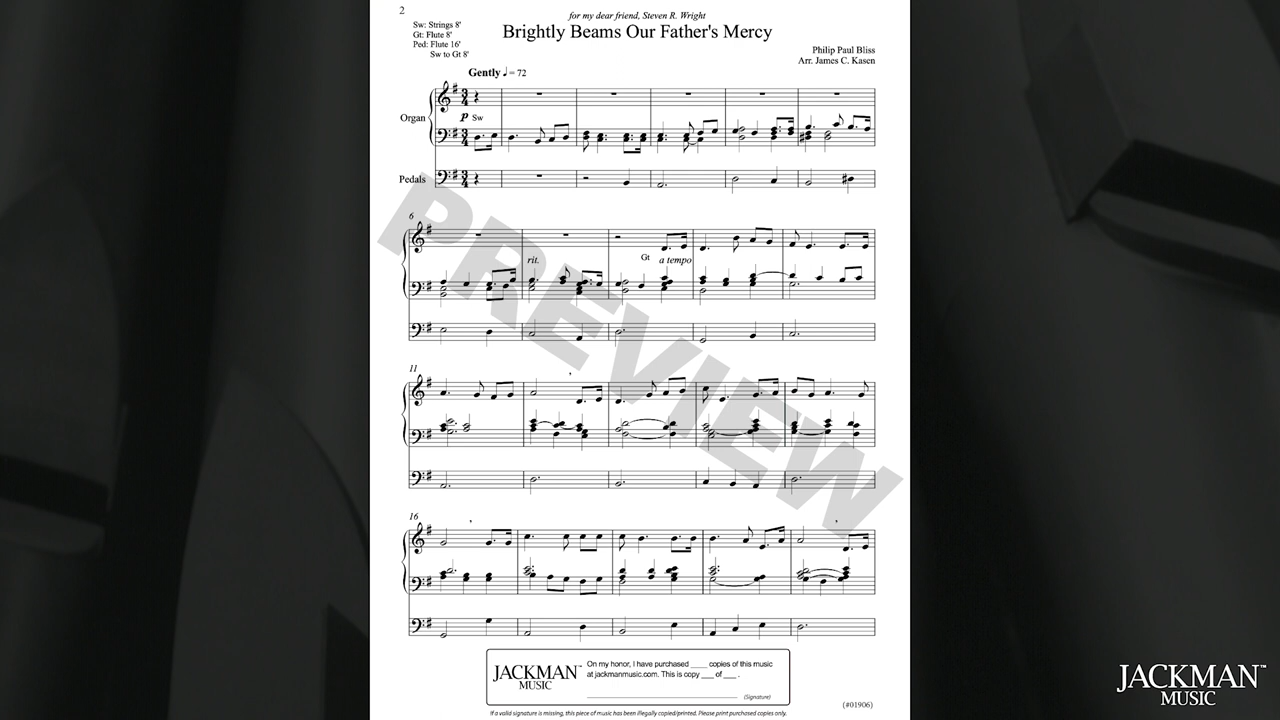 2
for my dear friend, Steven R. Wright
Brightly Beams Our Father's Mercy
Sw: Strings 8'
Gt: Flute 8'
Ped: Flute 16'
Sw to Gt 8'
Philip Paul Bliss
Arr. James C. Kasen
Gently ♩ = 72
Organ
p Sw
Pedals
6
rit.
Gt
a tempo
PREVIEW
11
16
JACKMAN™
MUSIC
On my honor, I have purchased ____ copies of this music
at jackmanmusic.com. This is copy ___ of ___ .
(Signature)
If a valid signature is missing, this piece of music has been illegally copied/printed. Please print purchased copies only.
(#01906)
JACKMAN™
MUSIC